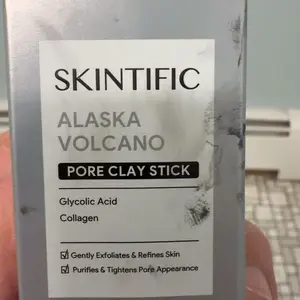 SKINTIFIC
ALASKA
VOLCANO
PORE CLAY STICK
Glycolic Acid
Collagen
Gently Exfoliates & Refines Skin
Purifies & Tightens Pore Appearance